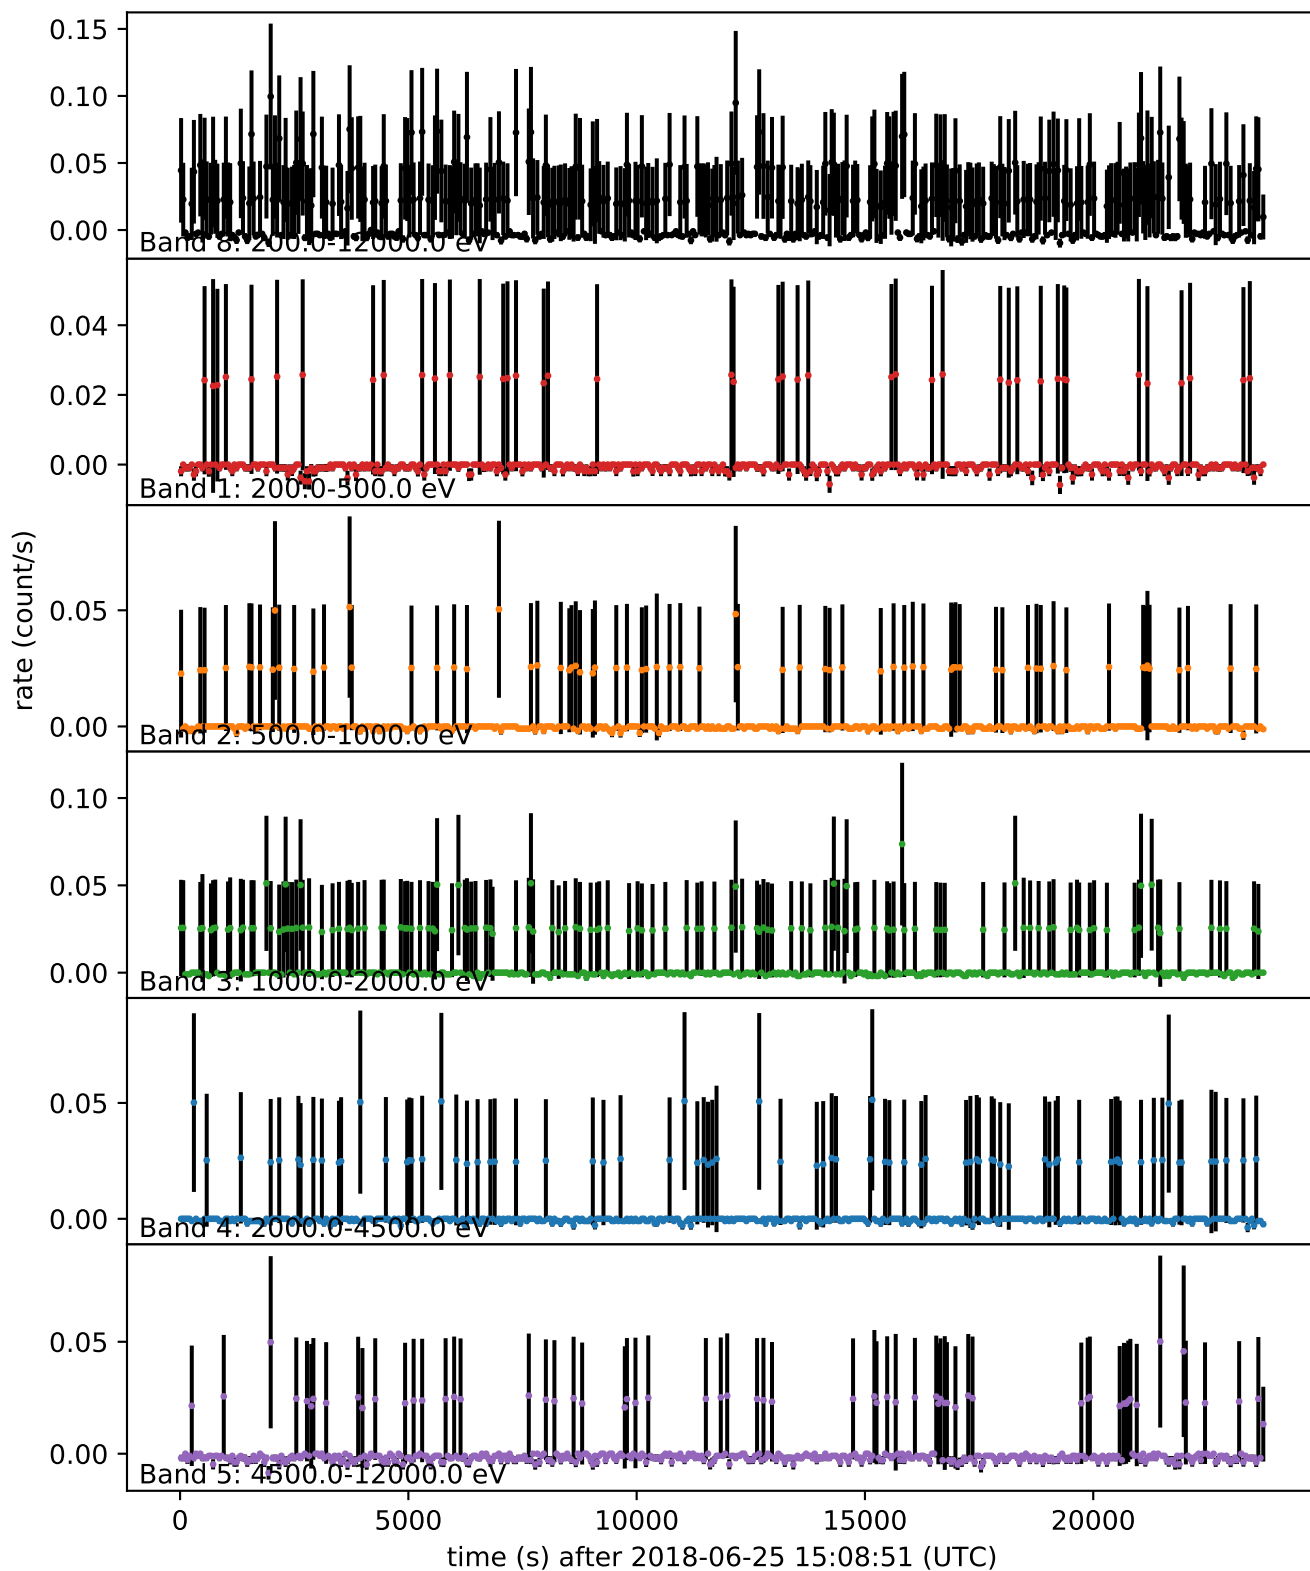 0.15
0.10
0.05
0.00
Band 8: 200.0-12000.0 eV
0.04
0.02
0.00
Band 1: 200.0-500.0 eV
rate (count/s)
0.05
0.00
Band 2: 500.0-1000.0 eV
0.10
0.05
0.00
Band 3: 1000.0-2000.0 eV
0.05
0.00
Band 4: 2000.0-4500.0 eV
0.05
0.00
Band 5: 4500.0-12000.0 eV
0 5000 10000 15000 20000
time (s) after 2018-06-25 15:08:51 (UTC)